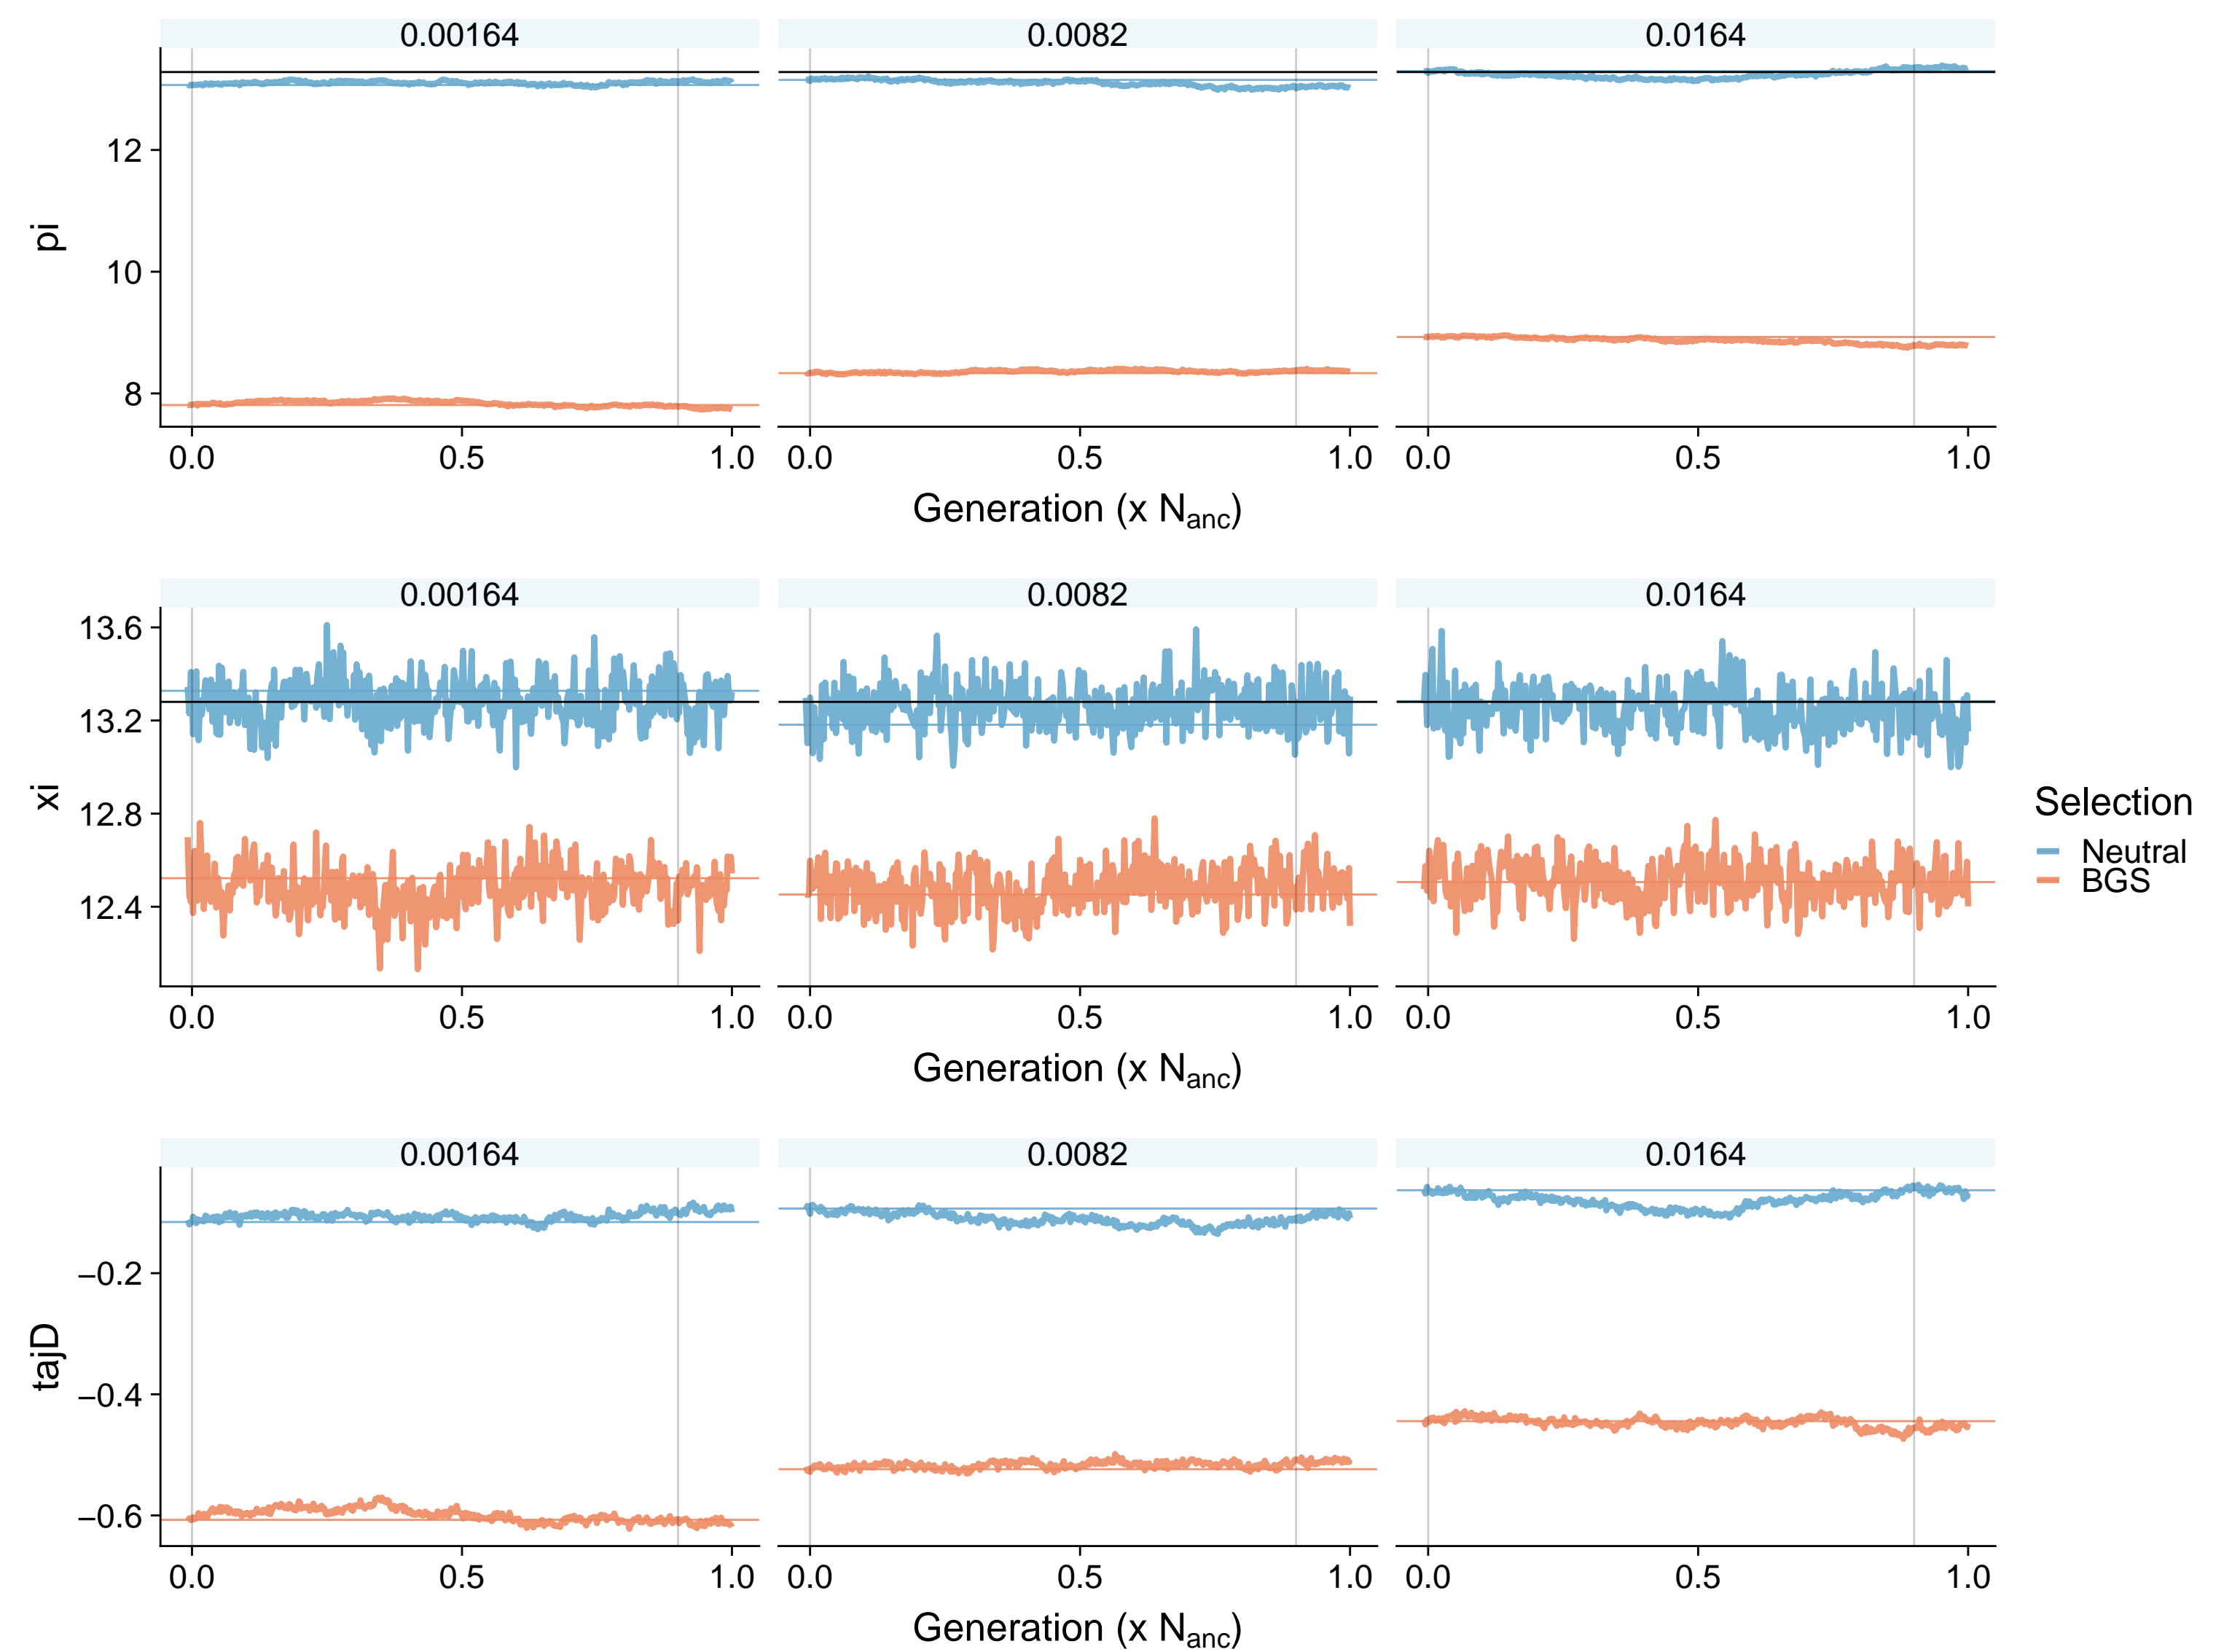 0.00164 0.0082 0.0164
pi
12
10
8
0.0 0.5 1.0 0.0 0.5 1.0 0.0 0.5 1.0
Generation (x Nanc)
0.00164 0.0082 0.0164
xi
13.6
13.2
12.8
12.4
0.0 0.5 1.0 0.0 0.5 1.0 0.0 0.5 1.0
Generation (x Nanc)
Selection
Neutral
BGS
0.00164 0.0082 0.0164
tajD
−0.2
−0.4
−0.6
0.0 0.5 1.0 0.0 0.5 1.0 0.0 0.5 1.0
Generation (x Nanc)